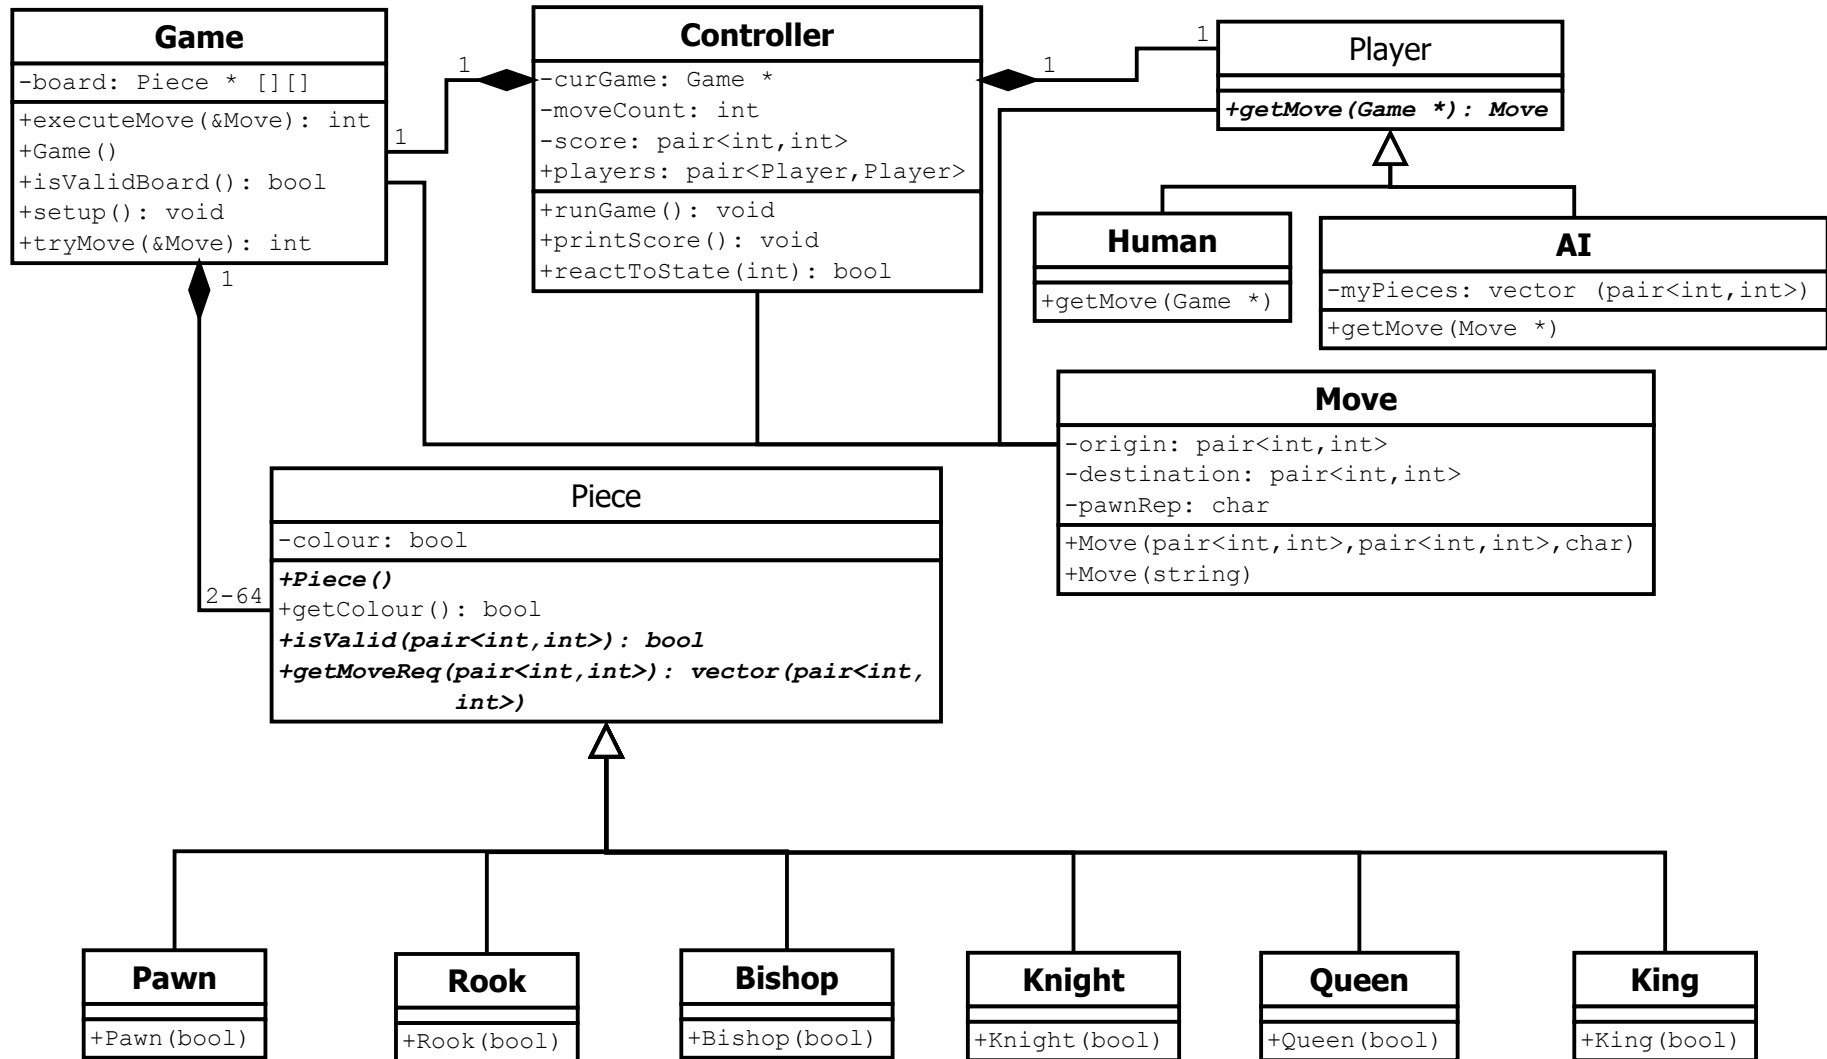 Game
-board: Piece * [][]
+executeMove(&Move): int
+Game()
+isValidBoard(): bool
+setup(): void
+tryMove(&Move): int
1
1
1
Controller
-curGame: Game *
-moveCount: int
-score: pair<int,int>
+players: pair<Player,Player>
+runGame(): void
+printScore(): void
+reactToState(int): bool
1
1
Player
+getMove(Game *): Move
Human
+getMove(Game *)
AI
-myPieces: vector (pair<int,int>)
+getMove(Move *)
Move
-origin: pair<int,int>
-destination: pair<int,int>
-pawnRep: char
+Move(pair<int,int>,pair<int,int>,char)
+Move(string)
2-64
Piece
-colour: bool
+Piece()
+getColour(): bool
+isValid(pair<int,int>): bool
+getMoveReq(pair<int,int>): vector(pair<int,
int>)
Pawn
+Pawn(bool)
Rook
+Rook(bool)
Bishop
+Bishop(bool)
Knight
+Knight(bool)
Queen
+Queen(bool)
King
+King(bool)